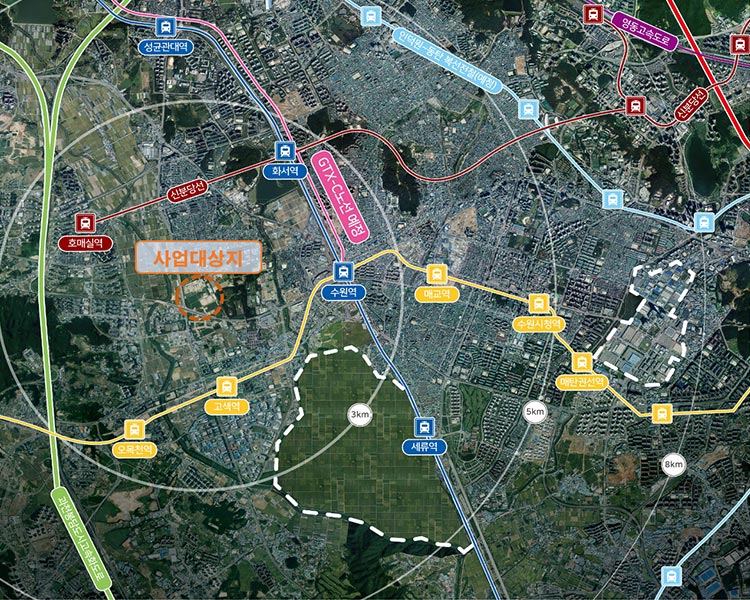 성균관대역
인덕원-동탄 복선전철(예정)
영동고속도로
신분당선
화서역
GTX-C노선 예정
신분당선
호매실역
사업대상지
수원역
매교역
수원시청역
매탄권선역
고색역
3km
5km
오목천역
세류역
8km
과천봉담도시고속화도로